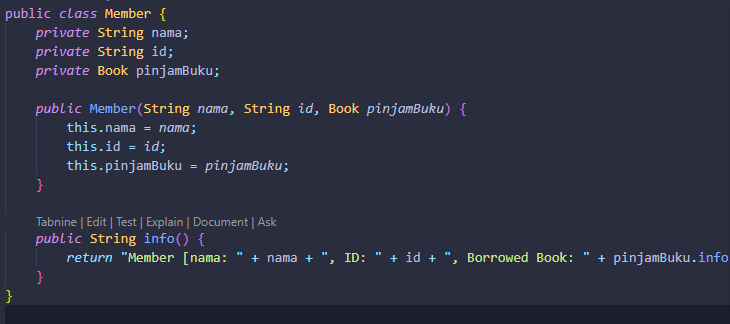 public class Member {
private String nama;
private String id;
private Book pinjamBuku;
public Member(String nama, String id, Book pinjamBuku) {
this.nama = nama;
this.id = id;
this.pinjamBuku = pinjamBuku;
}
Tabnine | Edit | Test | Explain | Document | Ask
public String info() {
return "Member [nama: " + nama + ", ID: " + id + ", Borrowed Book: " + pinjamBuku.info
}
}